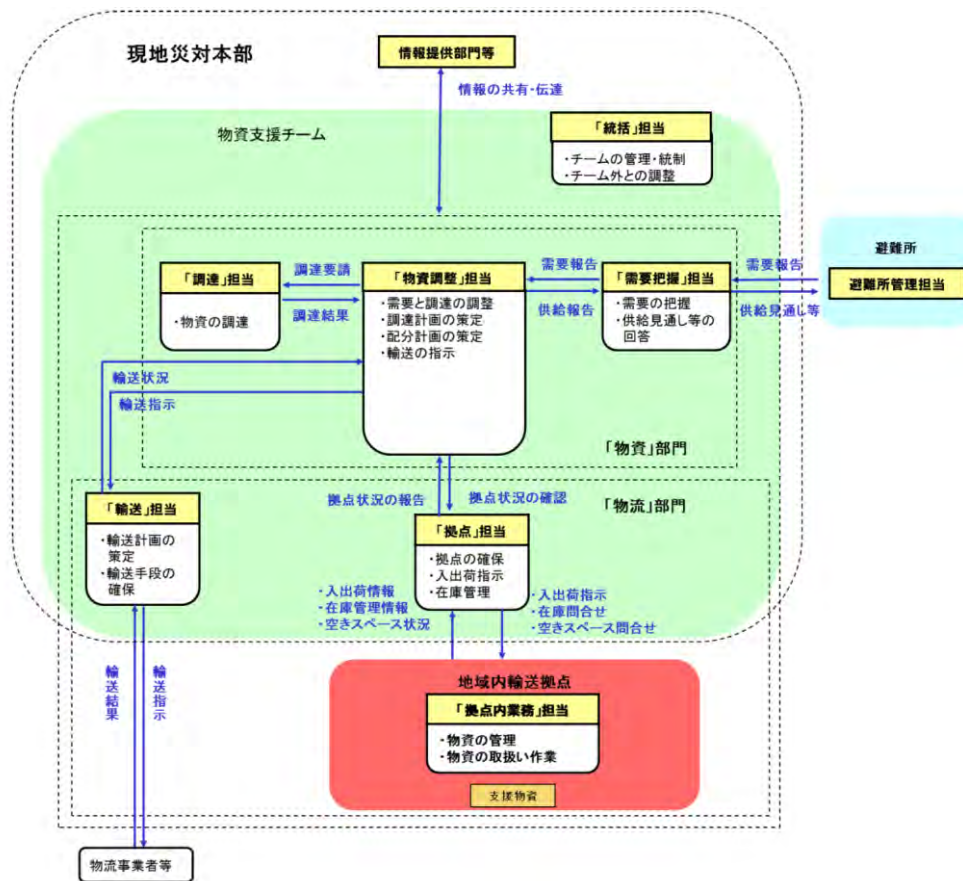 現地災対本部
情報提供部門等
情報の共有・伝達
物資支援チーム
「統括」担当
・チームの管理・統制
・チーム外との調整
避難所
「調達」担当
・物資の調達
調達要請
調達結果
「物資調整」担当
・需要と調達の調整
・調達計画の策定
・配分計画の策定
・輸送の指示
需要報告
供給報告
「需要把握」担当
・需要の把握
・供給見通し等の
回答
需要報告
供給見通し等
避難所管理担当
輸送状況
輸送指示
「物資」部門
拠点状況の報告
拠点状況の確認
「物流」部門
「輸送」担当
・輸送計画の
策定
・輸送手段の
確保
「拠点」担当
・拠点の確保
・入出荷指示
・在庫管理
・入出荷情報
・在庫管理情報
・空きスペース状況
・入出荷指示
・在庫問合せ
・空きスペース問合せ
輸送結果
輸送指示
地域内輸送拠点
「拠点内業務」担当
・物資の管理
・物資の取扱い作業
支援物資
物流事業者等